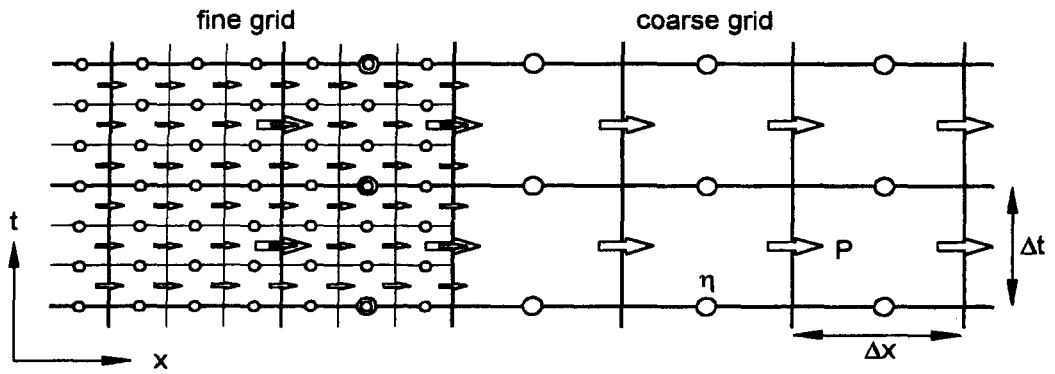 fine grid
coarse grid
t
P
Δt
η
x
Δx